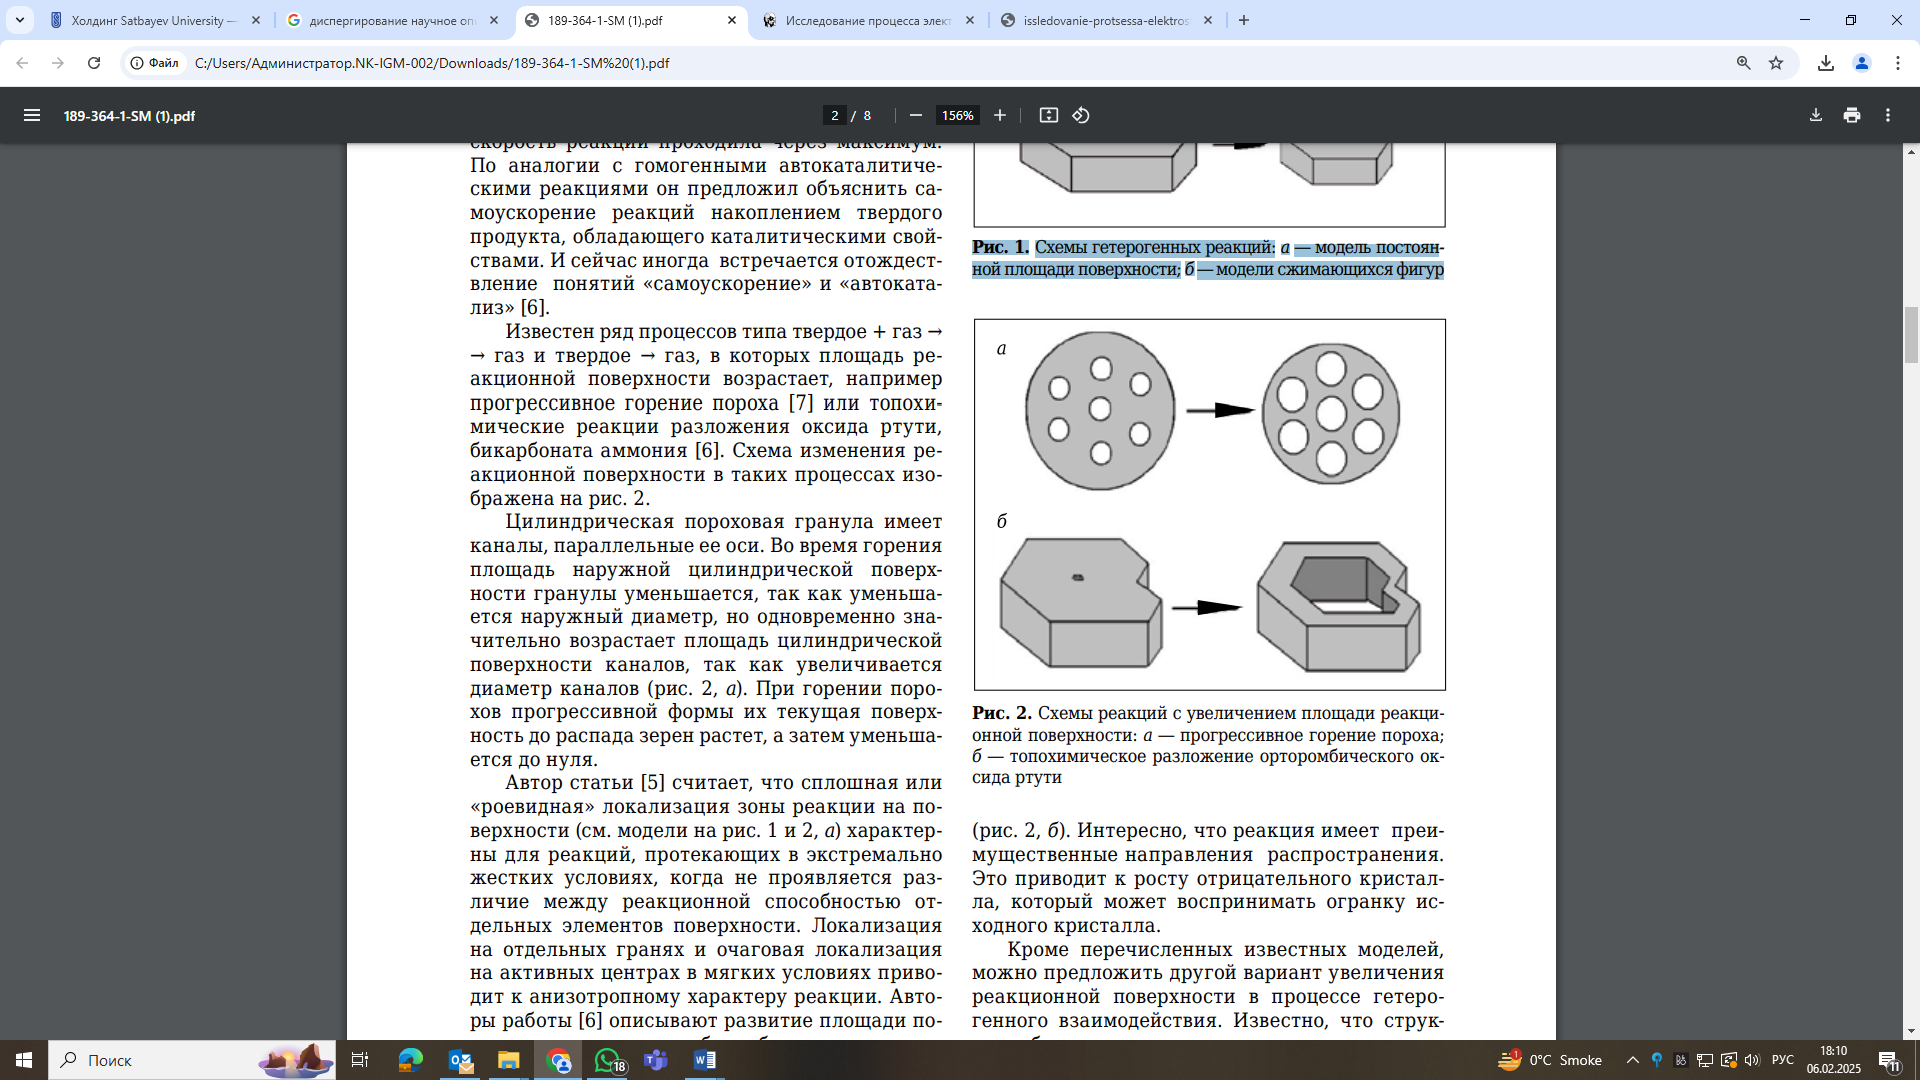 Холдинг Satbayev University —
диспергирование научное оп
189-364-1-SM (1).pdf
Исследование процесса элект
issledovanie-protsessa-elektros
Файл
C:/Users/Администратор.NK-IGM-002/Downloads/189-364-1-SM%20(1).pdf
189-364-1-SM (1).pdf
2 / 8
156%
скорость реакции проходила через максимум.
По аналогии с гомогенными автокаталитиче-
скими реакциями он предложил объяснить са-
моускорение реакций накоплением твердого
продукта, обладающего каталитическими свой-
ствами. И сейчас иногда встречается отождест-
вление понятий «самоускорение» и «автоката-
лиз» [6].
Известен ряд процессов типа твердое + газ →
→ газ и твердое → газ, в которых площадь ре-
акционной поверхности возрастает, например
прогрессивное горение пороха [7] или топохи-
мические реакции разложения оксида ртути,
бикарбоната аммония [6]. Схема изменения ре-
акционной поверхности в таких процессах изо-
бражена на рис. 2.
Цилиндрическая пороховая гранула имеет
каналы, параллельные ее оси. Во время горения
площадь наружной цилиндрической поверх-
ности гранулы уменьшается, так как уменьша-
ется наружный диаметр, но одновременно зна-
чительно возрастает площадь цилиндрической
поверхности каналов, так как увеличивается
диаметр каналов (рис. 2, а). При горении поро-
хов прогрессивной формы их текущая поверх-
ность до распада зерен растет, а затем уменьша-
ется до нуля.
Автор статьи [5] считает, что сплошная или
«роевидная» локализация зоны реакции на по-
верхности (см. модели на рис. 1 и 2, а) характер-
ны для реакций, протекающих в экстремально
жестких условиях, когда не проявляется раз-
личие между реакционной способностью от-
дельных элементов поверхности. Локализация
на отдельных гранях и очаговая локализация
на активных центрах в мягких условиях приво-
дит к анизотропному характеру реакции. Авто-
ры работы [6] описывают развитие площади по-
Рис. 1. Схемы гетерогенных реакций: а — модель постоян-
ной площади поверхности; б — модели сжимающихся фигур
а
б
Рис. 2. Схемы реакций с увеличением площади реакци-
онной поверхности: а — прогрессивное горение пороха;
б — топохимическое разложение орторомбического ок-
сида ртути
(рис. 2, б). Интересно, что реакция имеет преи-
мущественные направления распространения.
Это приводит к росту отрицательного кристал-
ла, который может воспринимать огранку ис-
ходного кристалла.
Кроме перечисленных известных моделей,
можно предложить другой вариант увеличения
реакционной поверхности в процессе гетеро-
генного взаимодействия. Известно, что струк-
Поиск
18
1
0°C Smoke
РУС
18:10
06.02.2025
11